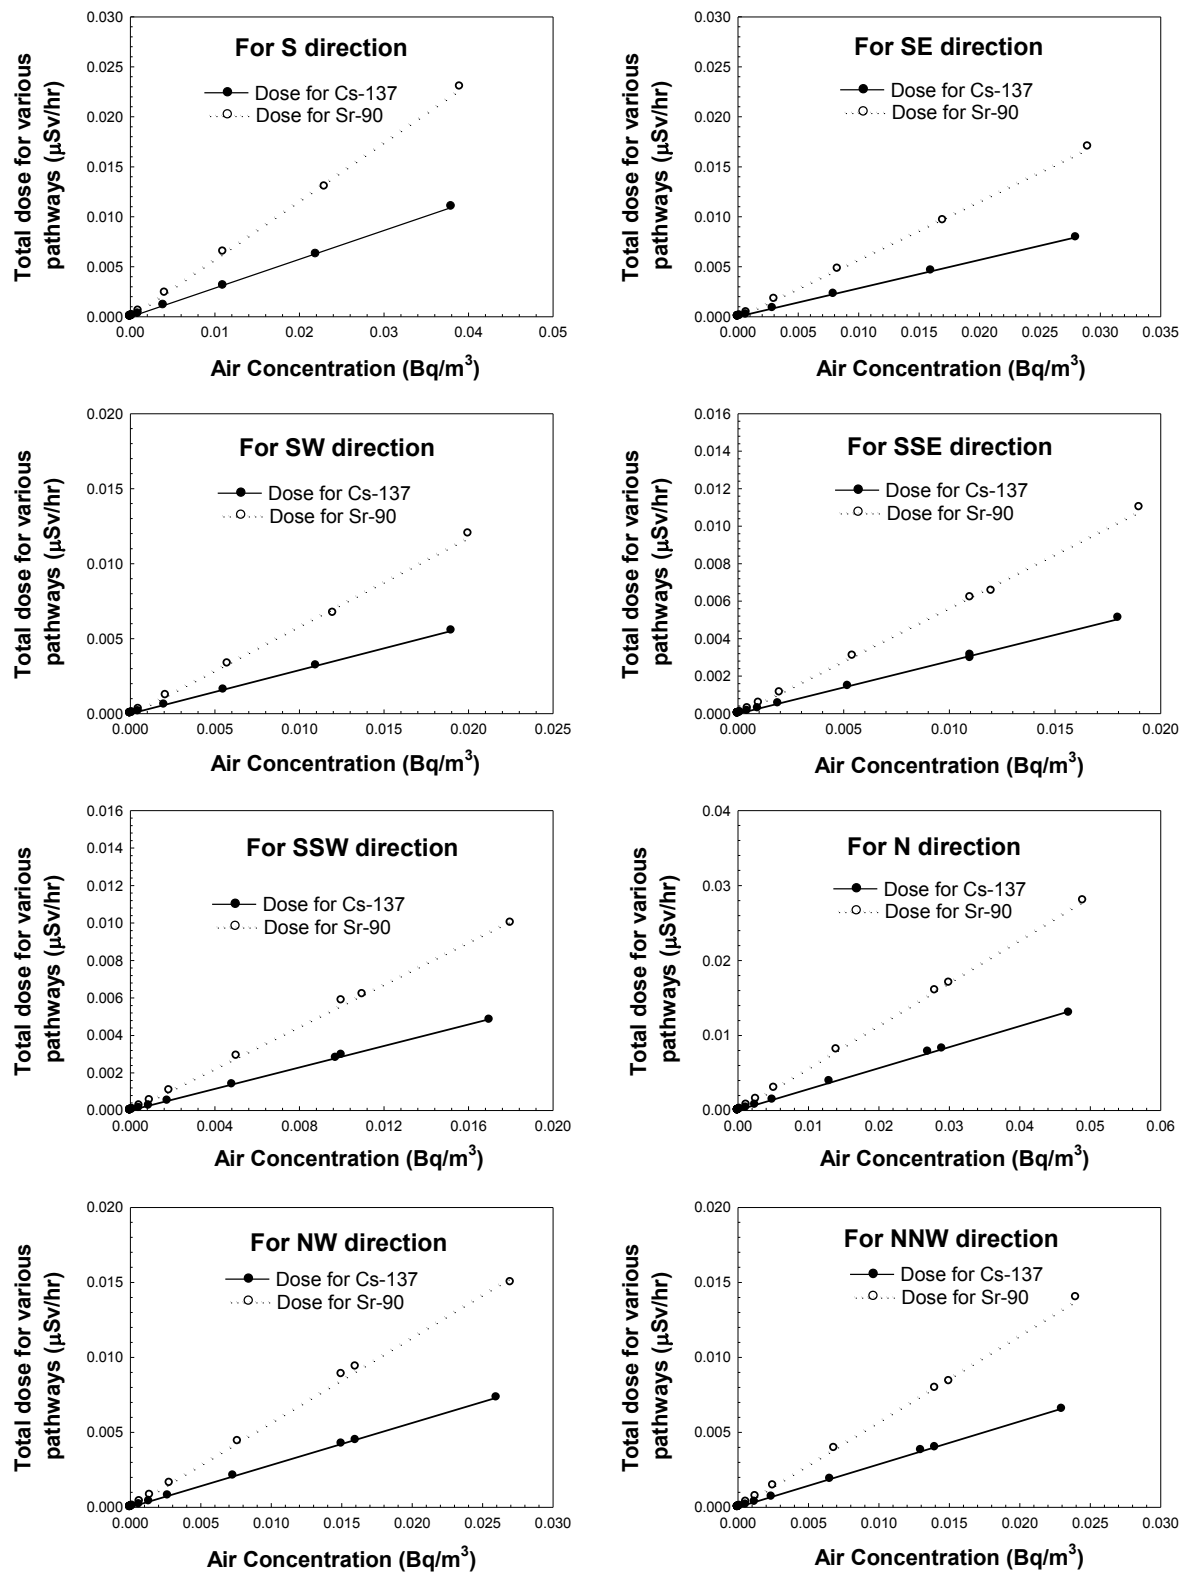 For S direction
Dose for Cs-137
Dose for Sr-90
Total dose for various
pathways (μSv/hr)
0.030
0.025
0.020
0.015
0.010
0.005
0.000
0.00 0.01 0.02 0.03 0.04 0.05
Air Concentration (Bq/m³)
For SE direction
Dose for Cs-137
Dose for Sr-90
Total dose for various
pathways (μSv/hr)
0.030
0.025
0.020
0.015
0.010
0.005
0.000
0.000 0.005 0.010 0.015 0.020 0.025 0.030 0.035
Air Concentration (Bq/m³)
For SW direction
Dose for Cs-137
Dose for Sr-90
Total dose for various
pathways (μSv/hr)
0.020
0.015
0.010
0.005
0.000
0.000 0.005 0.010 0.015 0.020 0.025
Air Concentration (Bq/m³)
For SSE direction
Dose for Cs-137
Dose for Sr-90
Total dose for various
pathways (μSv/hr)
0.016
0.014
0.012
0.010
0.008
0.006
0.004
0.002
0.000
0.000 0.005 0.010 0.015 0.020
Air Concentration (Bq/m³)
For SSW direction
Dose for Cs-137
Dose for Sr-90
Total dose for various
pathways (μSv/hr)
0.016
0.014
0.012
0.010
0.008
0.006
0.004
0.002
0.000
0.000 0.004 0.008 0.012 0.016 0.020
Air Concentration (Bq/m³)
For N direction
Dose for Cs-137
Dose for Sr-90
Total dose for various
pathways (μSv/hr)
0.04
0.03
0.02
0.01
0.00
0.00 0.01 0.02 0.03 0.04 0.05 0.06
Air Concentration (Bq/m³)
For NW direction
Dose for Cs-137
Dose for Sr-90
Total dose for various
pathways (μSv/hr)
0.020
0.015
0.010
0.005
0.000
0.000 0.005 0.010 0.015 0.020 0.025 0.030
Air Concentration (Bq/m³)
For NNW direction
Dose for Cs-137
Dose for Sr-90
Total dose for various
pathways (μSv/hr)
0.020
0.015
0.010
0.005
0.000
0.000 0.005 0.010 0.015 0.020 0.025 0.030
Air Concentration (Bq/m³)